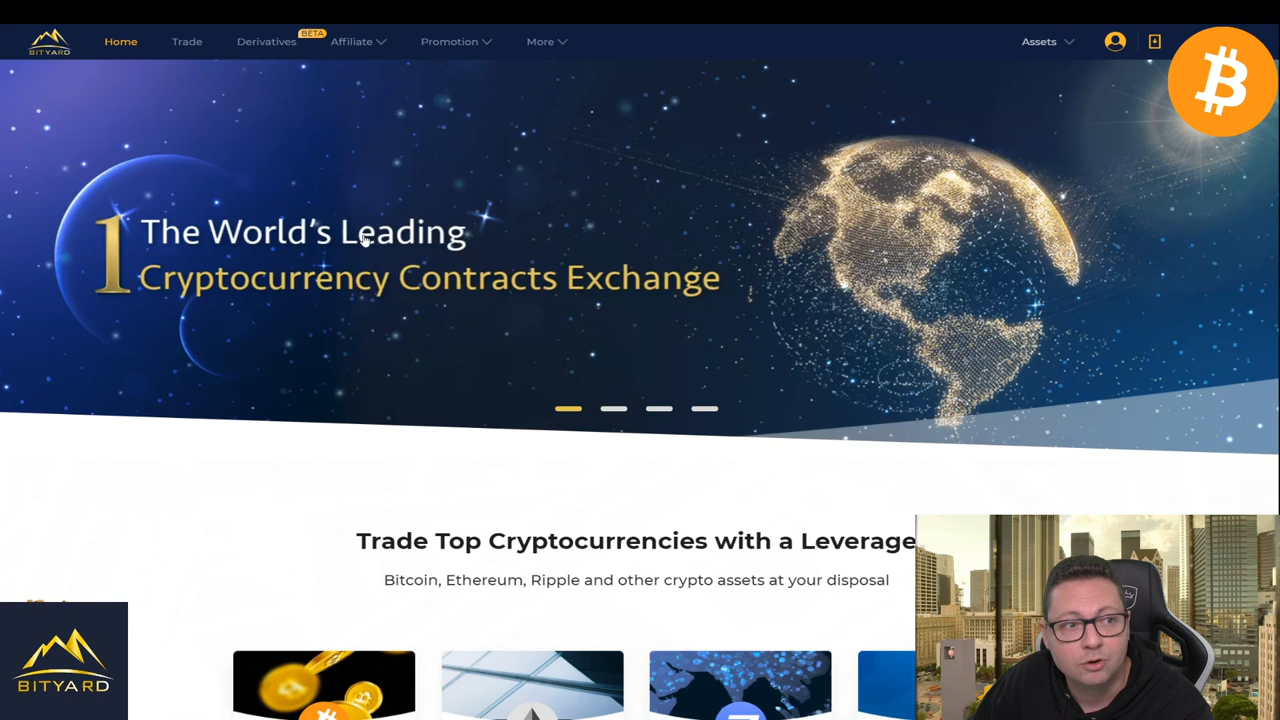 BITYARD
Home
Trade
Derivatives
BETA
Affiliate
Promotion
More
Assets
1
The World's Leading
Cryptocurrency Contracts Exchange
Trade Top Cryptocurrencies with a Leverage
Bitcoin, Ethereum, Ripple and other crypto assets at your disposal
BITYARD